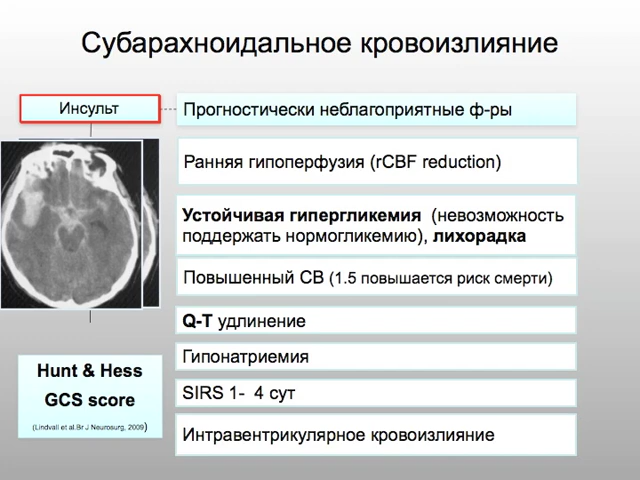 Субарахноидальное кровоизлияние
Инсульт
Прогностически неблагоприятные ф-ры
Ранняя гипоперфузия (rCBF reduction)
Устойчивая гипергликемия (невозможность
поддержать нормогликемию), лихорадка
Повышенный СВ (1.5 повышается риск смерти)
Q-T удлинение
Гипонатриемия
SIRS 1- 4 сут
Интравентрикулярное кровоизлияние
Hunt & Hess
GCS score
(Lindvall et al.Br J Neurosurg, 2009)